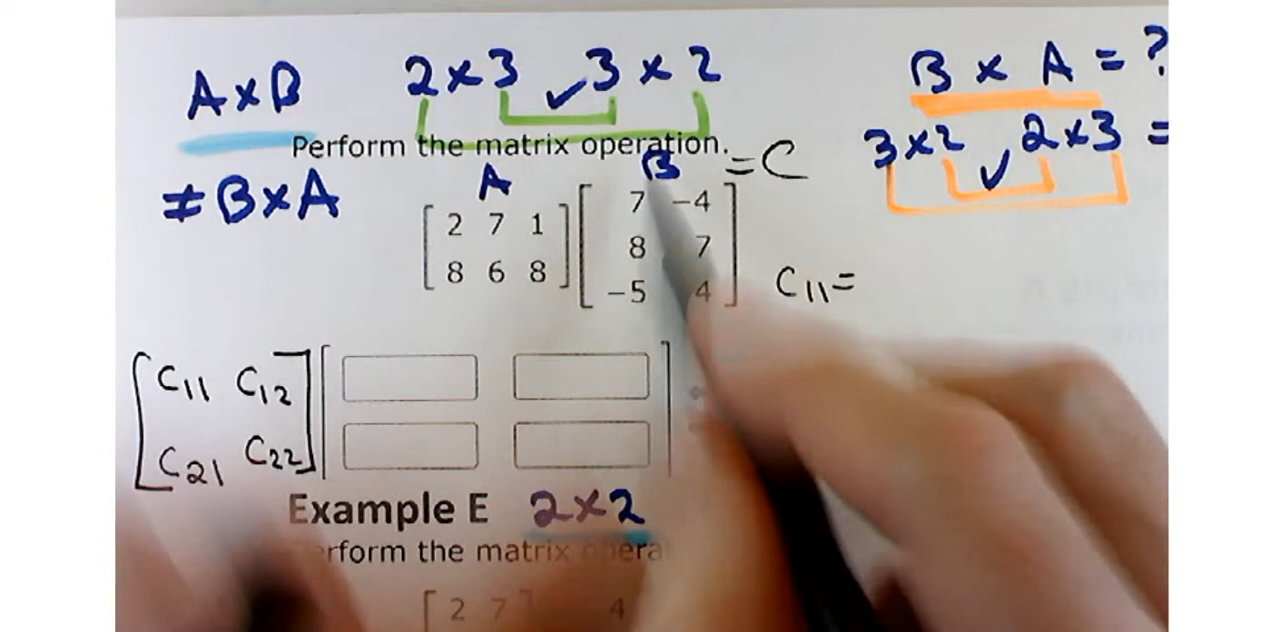 A×B 2×3 ✓ 3×2 B × A = ?
Perform the matrix operation. 3×2 ✓ 2×3 =
≠ B×A A B = C
[ 2 7 1 ] [ 7 -4 ]
[ 8 6 8 ] [ 8 7 ]
[ -5 4 ] C11 =
[ C11 C12 ]
[ C21 C22 ]
Example E 2×2
rform the matrix opera
[ 2 7 ] 4